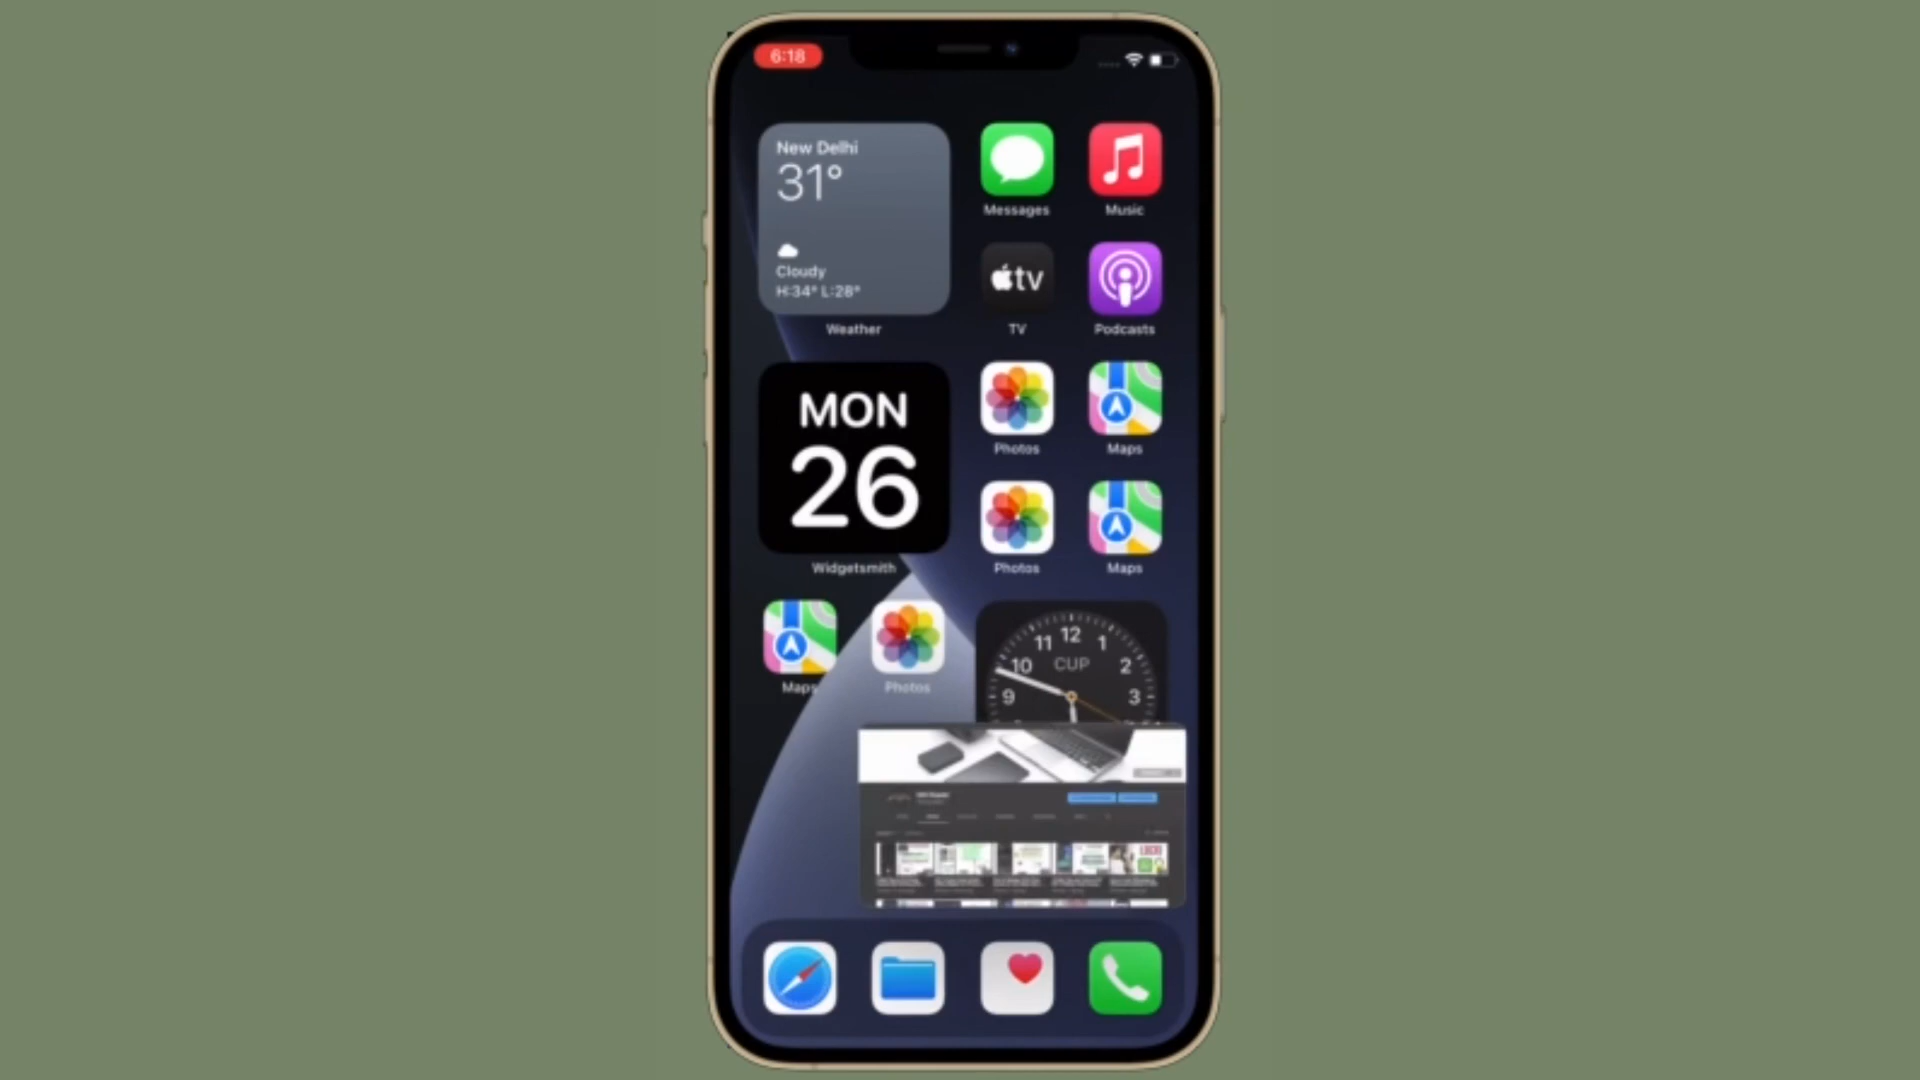 6:18
New Delhi
31°
Cloudy
H:34° L:28°
Weather
Messages
Music
tv
TV
Podcasts
MON
26
Widgetsmith
Photos
Maps
Photos
Maps
Maps
Photos
12
11
1
10
CUP
2
9
3